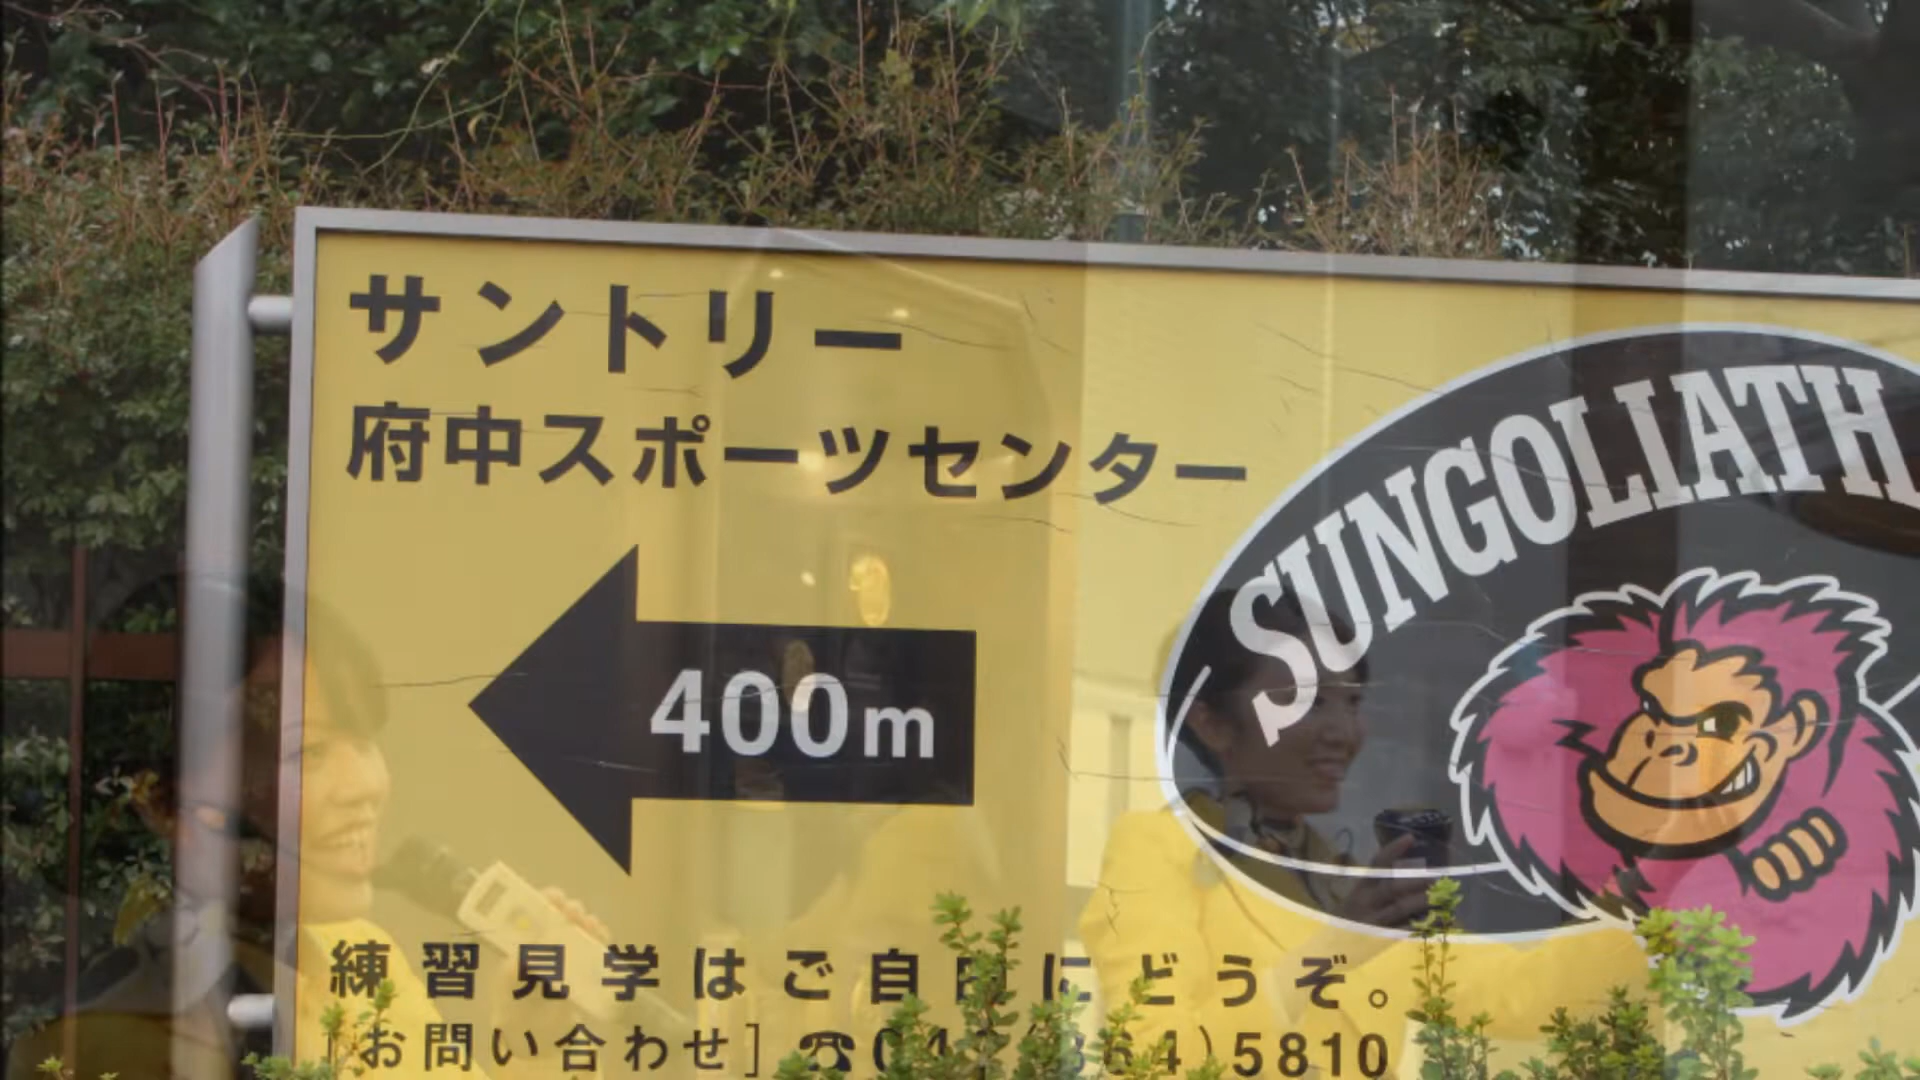 サントリー
府中スポーツセンター
SUNGOLIATH
400m
練習見学はご自由にどうぞ。
お問い合わせ] ☎04 364)5810